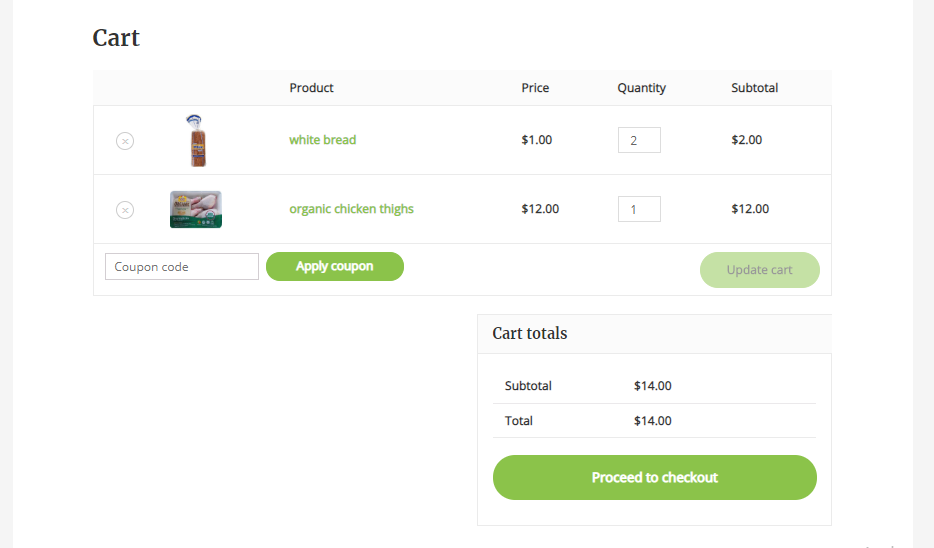 Cart
Product Price Quantity Subtotal
white bread $1.00 2 $2.00
organic chicken thighs $12.00 1 $12.00
Coupon code Apply coupon Update cart
Cart totals
Subtotal $14.00
Total $14.00
Proceed to checkout